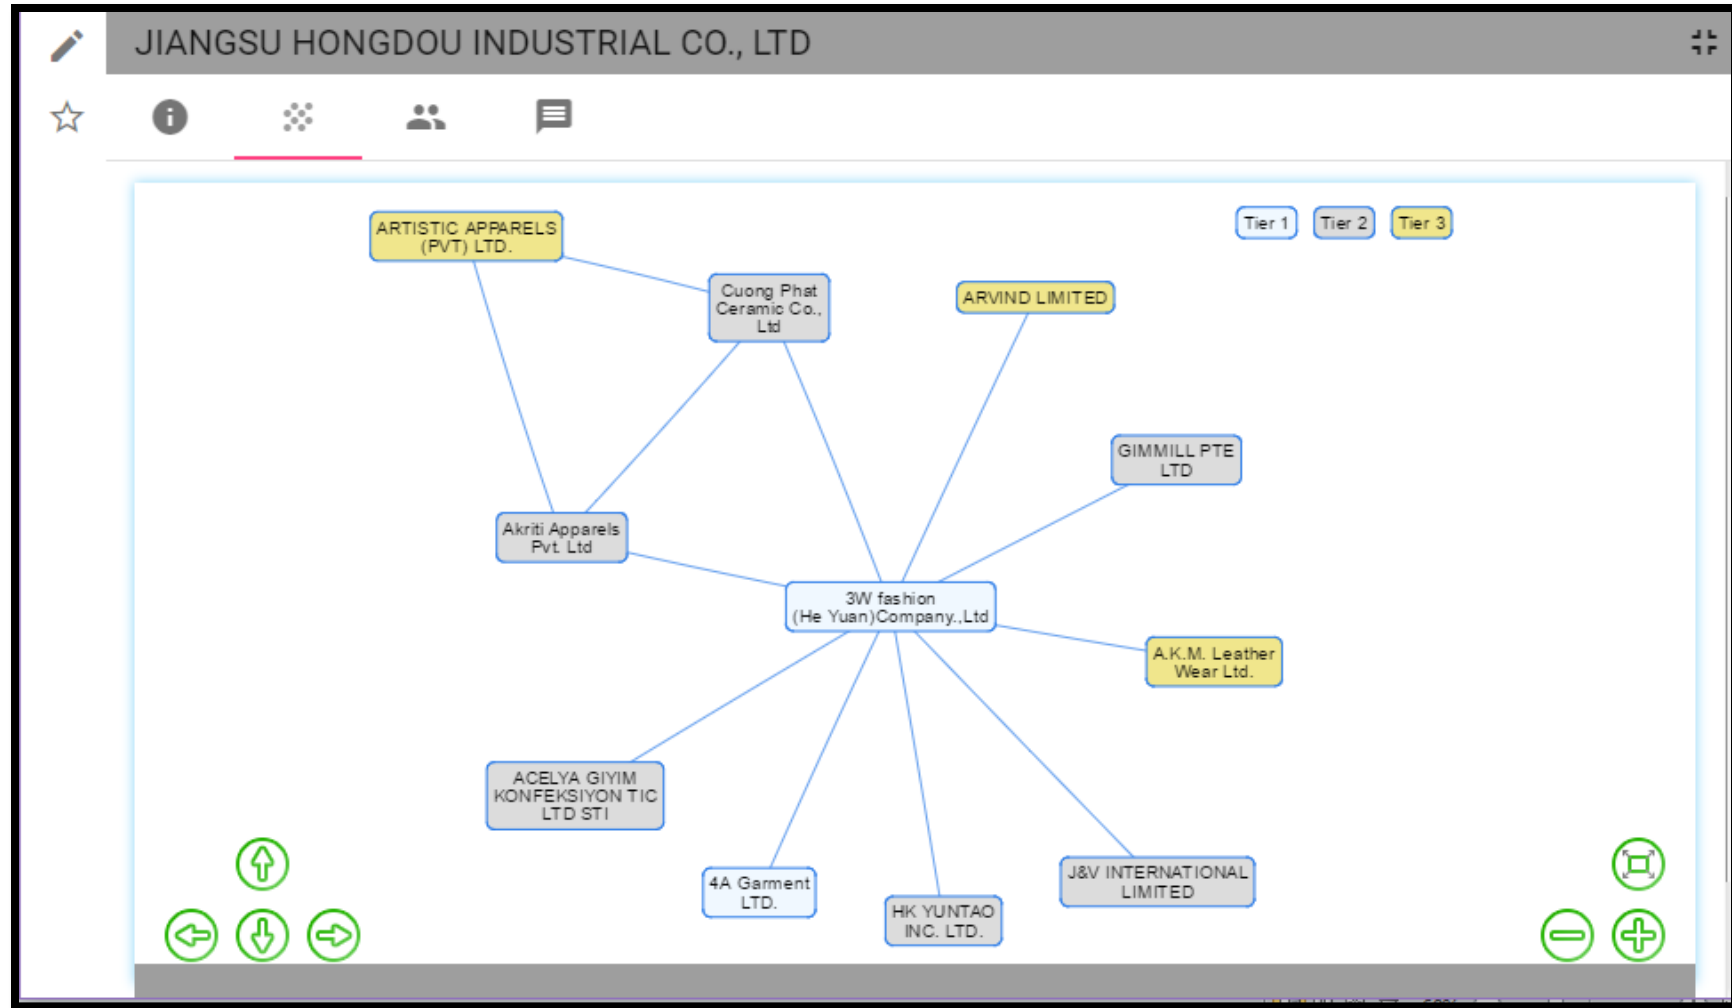 JIANGSU HONGDOU INDUSTRIAL CO., LTD
Tier 1
Tier 2
Tier 3
ARTISTIC APPARELS
(PVT) LTD.
Cuong Phat
Ceramic Co.,
Ltd
ARVIND LIMITED
GIMMILL PTE
LTD
Akriti Apparels
Pvt. Ltd
3W fashion
(He Yuan)Company.,Ltd
A.K.M. Leather
Wear Ltd.
ACELYA GIYIM
KONFEKSIYON TIC
LTD STI
4A Garment
LTD.
HK YUNTAO
INC. LTD.
J&V INTERNATIONAL
LIMITED